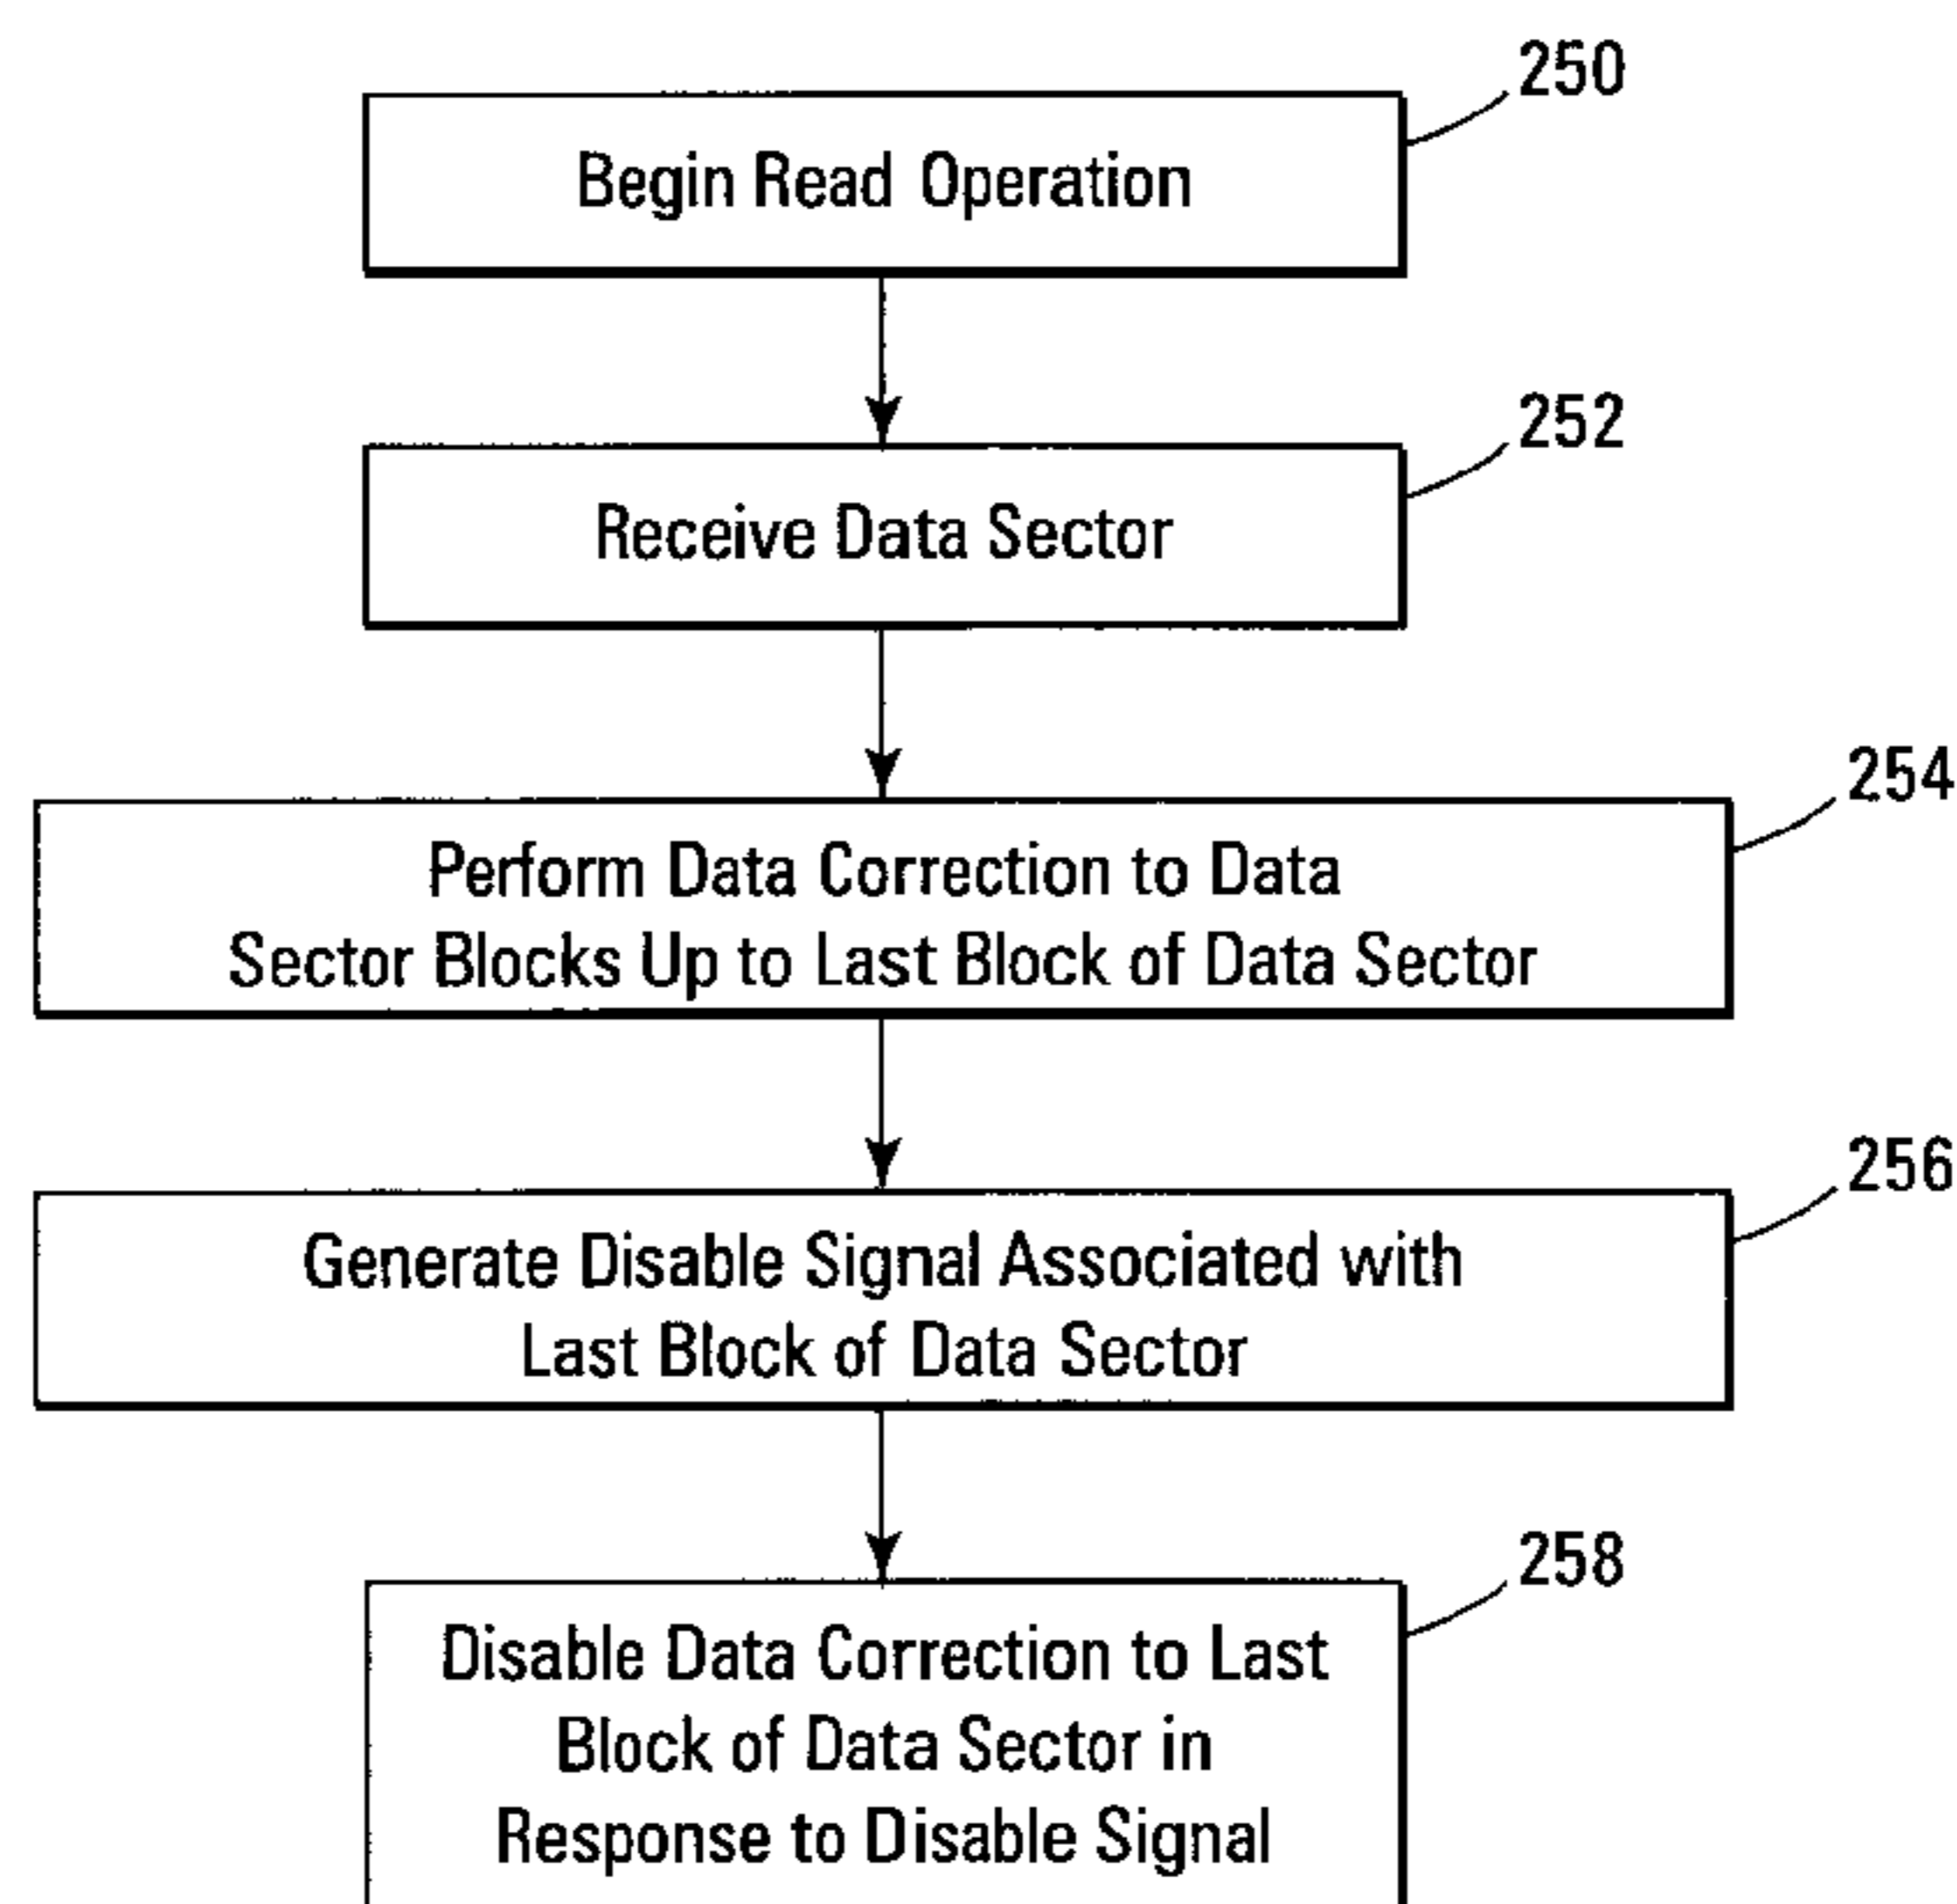 250
Begin Read Operation
252
Receive Data Sector
254
Perform Data Correction to Data
Sector Blocks Up to Last Block of Data Sector
256
Generate Disable Signal Associated with
Last Block of Data Sector
258
Disable Data Correction to Last
Block of Data Sector in
Response to Disable Signal